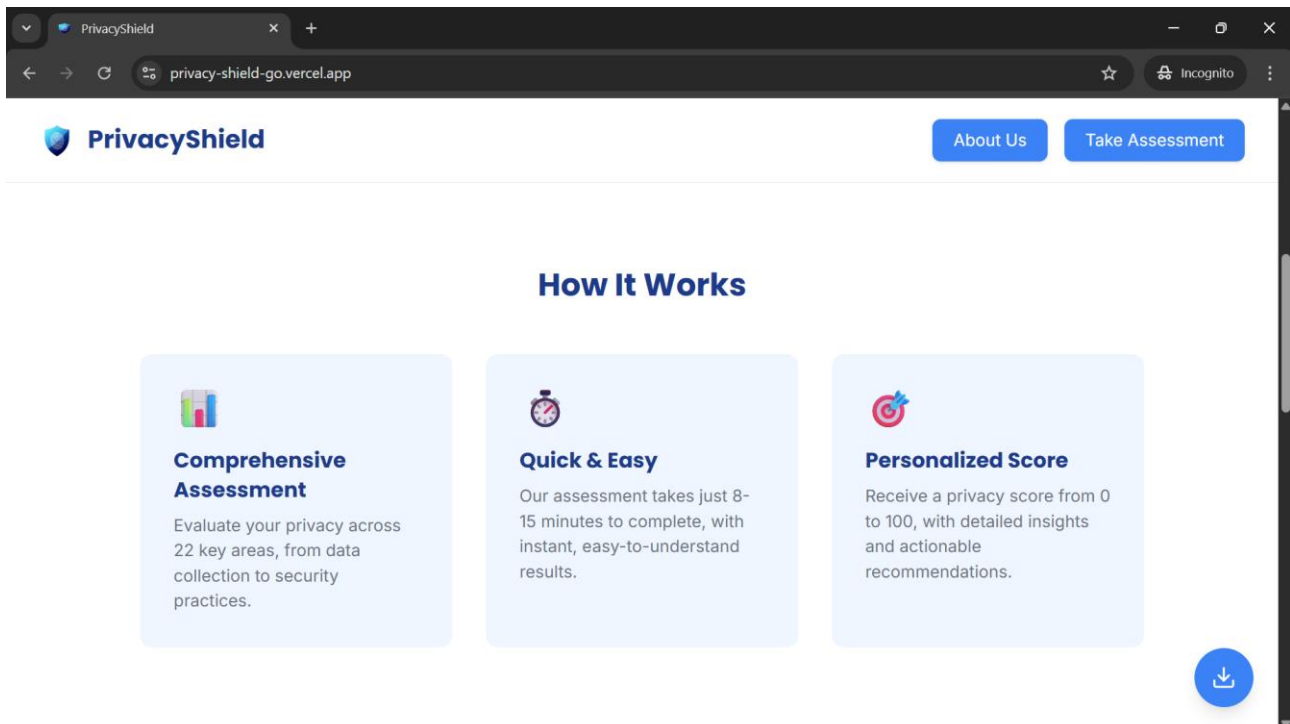 PrivacyShield
privacy-shield-go.vercel.app
Incognito
PrivacyShield
About Us
Take Assessment
How It Works
Comprehensive
Assessment
Evaluate your privacy across
22 key areas, from data
collection to security
practices.
Quick & Easy
Our assessment takes just 8-
15 minutes to complete, with
instant, easy-to-understand
results.
Personalized Score
Receive a privacy score from 0
to 100, with detailed insights
and actionable
recommendations.